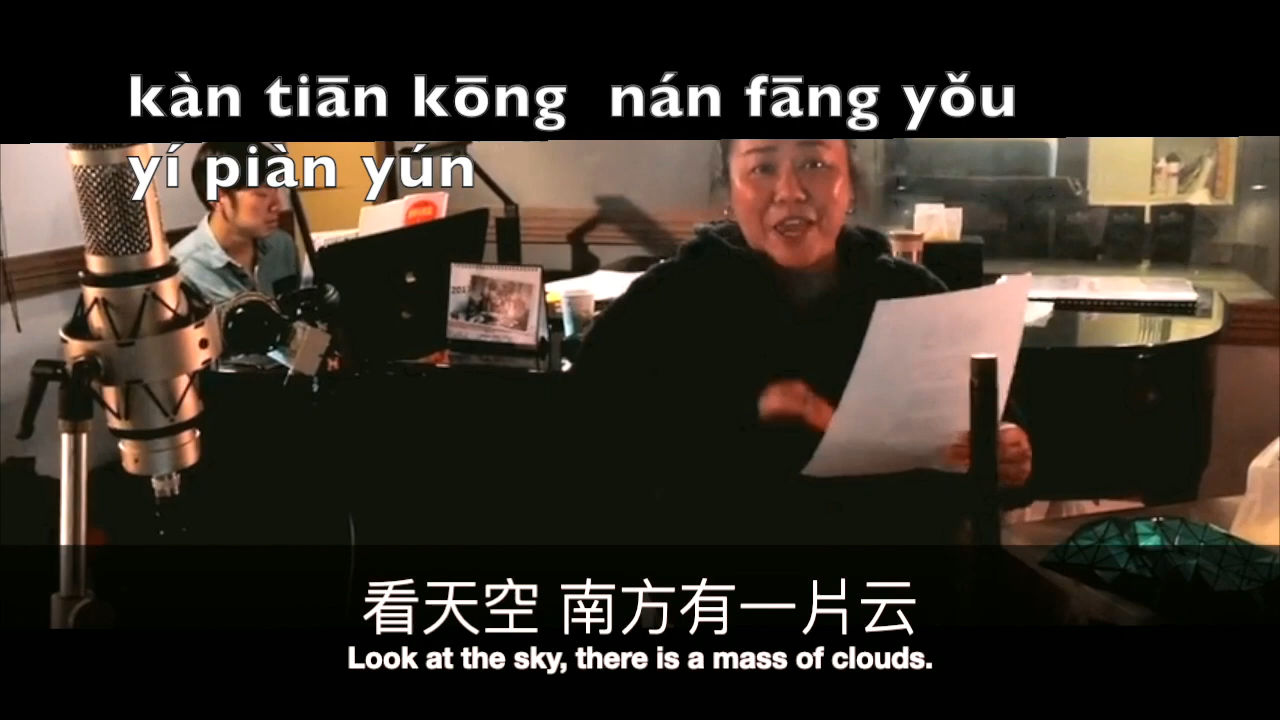 kàn tiān kōng  nán fāng yǒu
yí piàn yún
看天空 南方有一片云
Look at the sky, there is a mass of clouds.
201